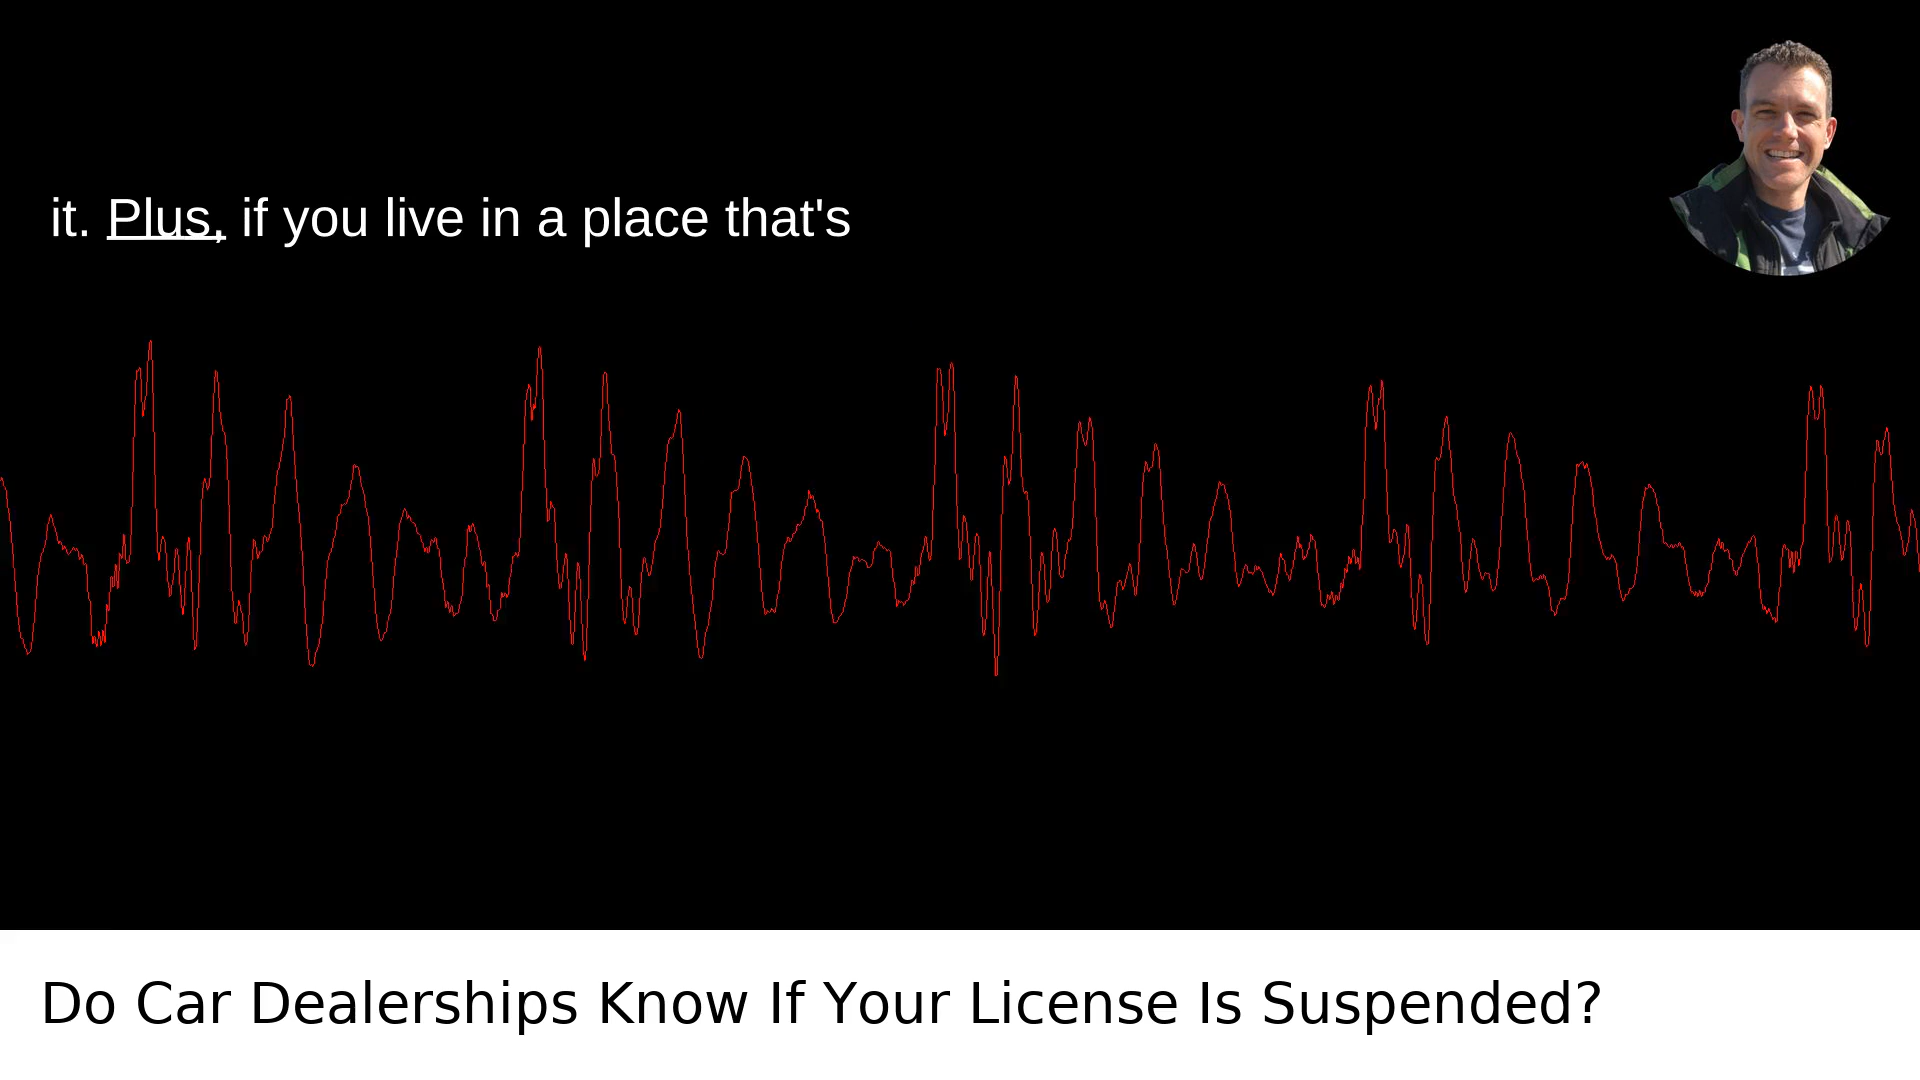 it. Plus, if you live in a place that's
Do Car Dealerships Know If Your License Is Suspended?